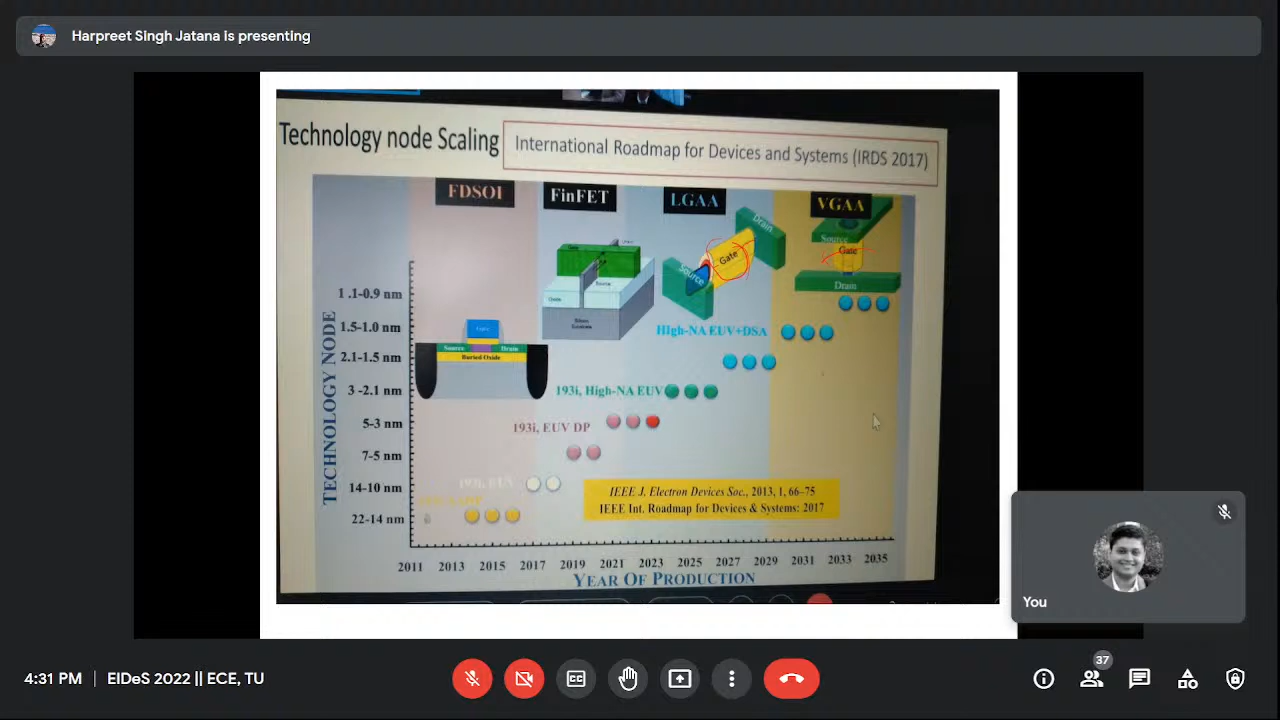 Harpreet Singh Jatana is presenting
Technology node Scaling
International Roadmap for Devices and Systems (IRDS 2017)
FDSOI
FinFET
LGAA
VGAA
Drain
Gate
Source
Source
Gate
Drain
Source
Oxide
Silicon
Substrate
Source
Drain
Buried Oxide
TECHNOLOGY NODE
1 .1-0.9 nm
1.5-1.0 nm
2.1-1.5 nm
3 -2.1 nm
5-3 nm
7-5 nm
14-10 nm
22-14 nm
High-NA EUV+DSA
193i, High-NA EUV
193i, EUV DP
193i, EUV
IEEE J. Electron Devices Soc., 2013, 1, 66–75
IEEE Int. Roadmap for Devices & Systems: 2017
2011 2013 2015 2017 2019 2021 2023 2025 2027 2029 2031 2033 2035
YEAR OF PRODUCTION
You
4:31 PM | EIDeS 2022 || ECE, TU
CC
37